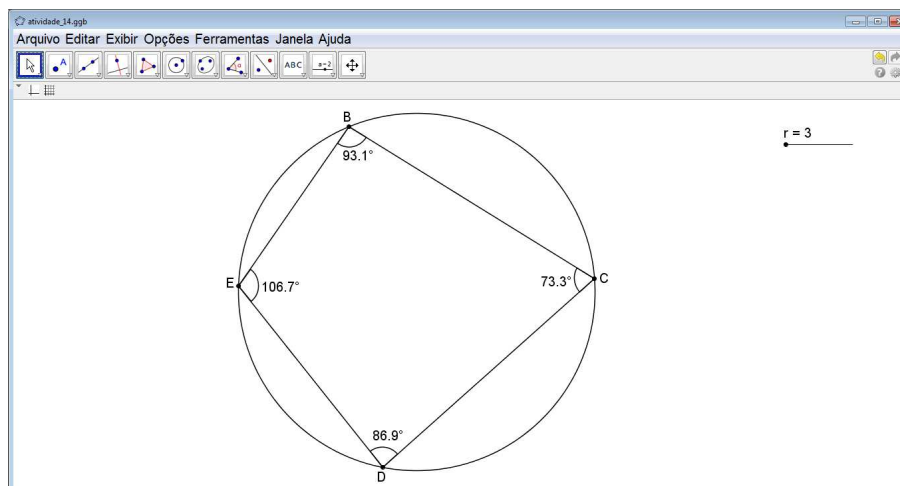 atividade_14.ggb
Arquivo Editar Exibir Opções Ferramentas Janela Ajuda
A
ABC
a=2
B
93.1°
r = 3
E
106.7°
73.3°
C
86.9°
D